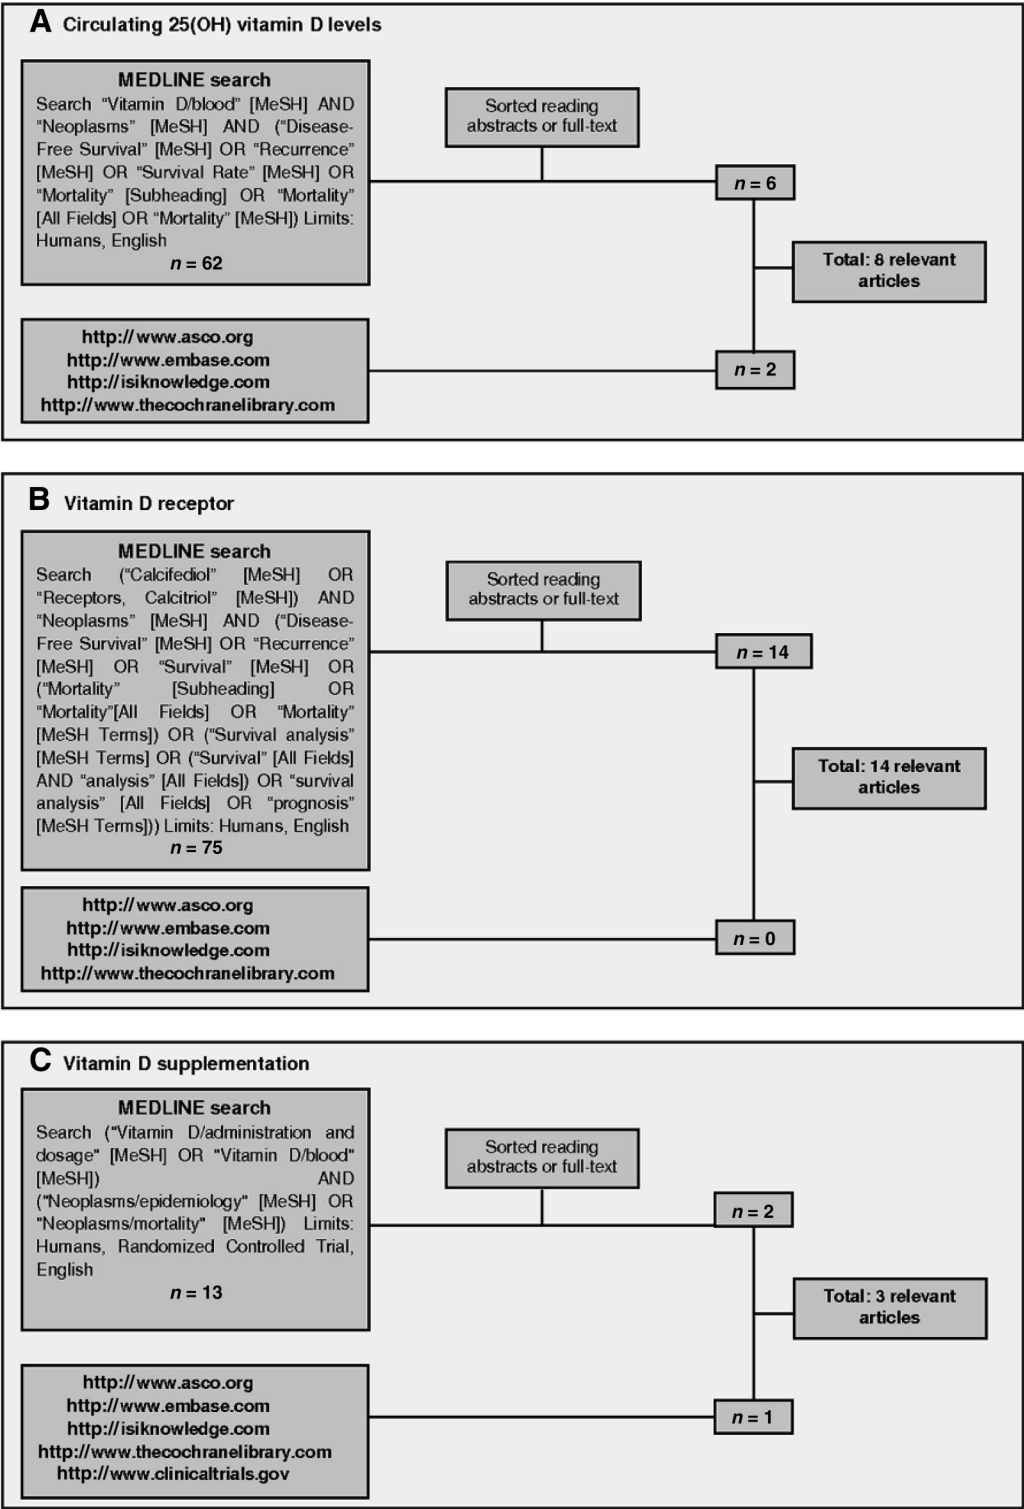 A Circulating 25(OH) vitamin D levels
MEDLINE search
Search “Vitamin D/blood” [MeSH] AND
“Neoplasms” [MeSH] AND (“Disease-
Free Survival” [MeSH] OR “Recurrence”
[MeSH] OR “Survival Rate” [MeSH] OR
“Mortality” [Subheading] OR “Mortality”
[All Fields] OR “Mortality” [MeSH]) Limits:
Humans, English
n = 62
Sorted reading
abstracts or full-text
n = 6
Total: 8 relevant
articles
http://www.asco.org
http://www.embase.com
http://isiknowledge.com
http://www.thecochranelibrary.com
n = 2
B Vitamin D receptor
MEDLINE search
Search (“Calcifediol” [MeSH] OR
“Receptors, Calcitriol” [MeSH]) AND
“Neoplasms” [MeSH] AND (“Disease-
Free Survival” [MeSH] OR “Recurrence”
[MeSH] OR “Survival” [MeSH] OR
(“Mortality” [Subheading] OR
“Mortality”[All Fields] OR “Mortality”
[MeSH Terms]) OR (“Survival analysis”
[MeSH Terms] OR (“Survival” [All Fields]
AND “analysis” [All Fields]) OR “survival
analysis” [All Fields] OR “prognosis”
[MeSH Terms])) Limits: Humans, English
n = 75
Sorted reading
abstracts or full-text
n = 14
Total: 14 relevant
articles
http://www.asco.org
http://www.embase.com
http://isiknowledge.com
http://www.thecochranelibrary.com
n = 0
C Vitamin D supplementation
MEDLINE search
Search ("Vitamin D/administration and
dosage" [MeSH] OR "Vitamin D/blood"
[MeSH]) AND
("Neoplasms/epidemiology" [MeSH] OR
"Neoplasms/mortality" [MeSH]) Limits:
Humans, Randomized Controlled Trial,
English
n = 13
Sorted reading
abstracts or full-text
n = 2
Total: 3 relevant
articles
http://www.asco.org
http://www.embase.com
http://isiknowledge.com
http://www.thecochranelibrary.com
http://www.clinicaltrials.gov
n = 1